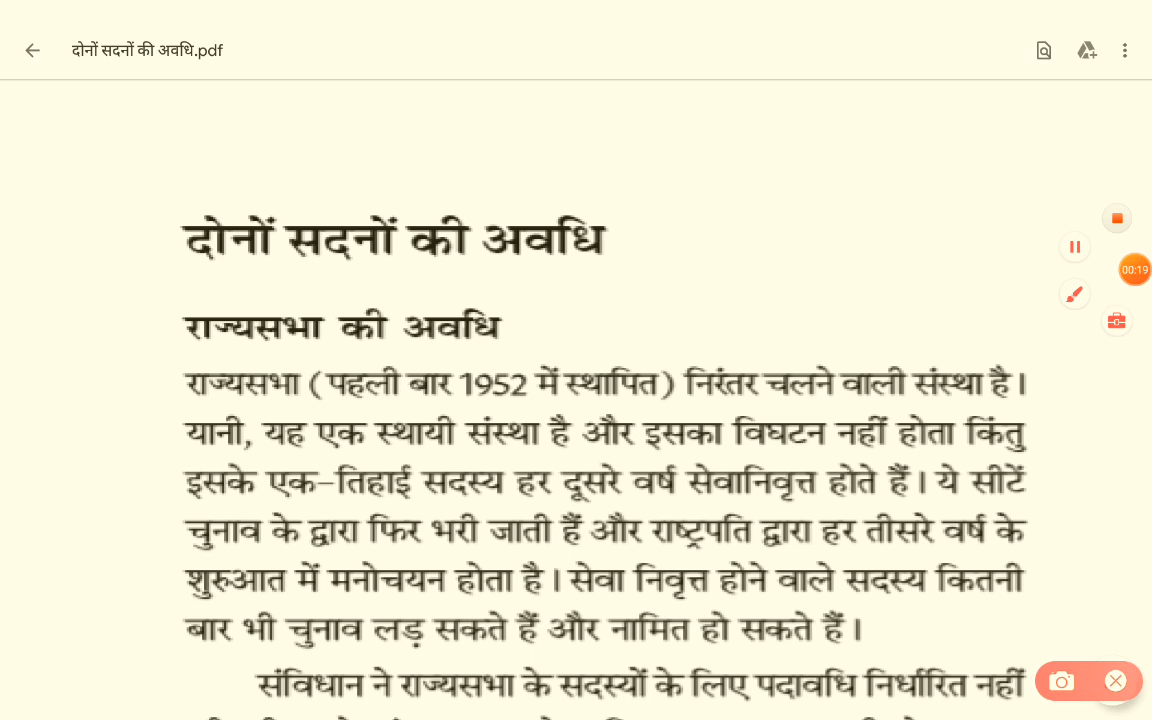 दोनों सदनों की अवधि.pdf
दोनों सदनों की अवधि
राज्यसभा की अवधि
राज्यसभा (पहली बार 1952 में स्थापित) निरंतर चलने वाली संस्था है।
यानी, यह एक स्थायी संस्था है और इसका विघटन नहीं होता किंतु
इसके एक-तिहाई सदस्य हर दूसरे वर्ष सेवानिवृत्त होते हैं। ये सीटें
चुनाव के द्वारा फिर भरी जाती हैं और राष्ट्रपति द्वारा हर तीसरे वर्ष के
शुरुआत में मनोचयन होता है। सेवा निवृत्त होने वाले सदस्य कितनी
बार भी चुनाव लड़ सकते हैं और नामित हो सकते हैं।
संविधान ने राज्यसभा के सदस्यों के लिए पदावधि निर्धारित नहीं
00:19